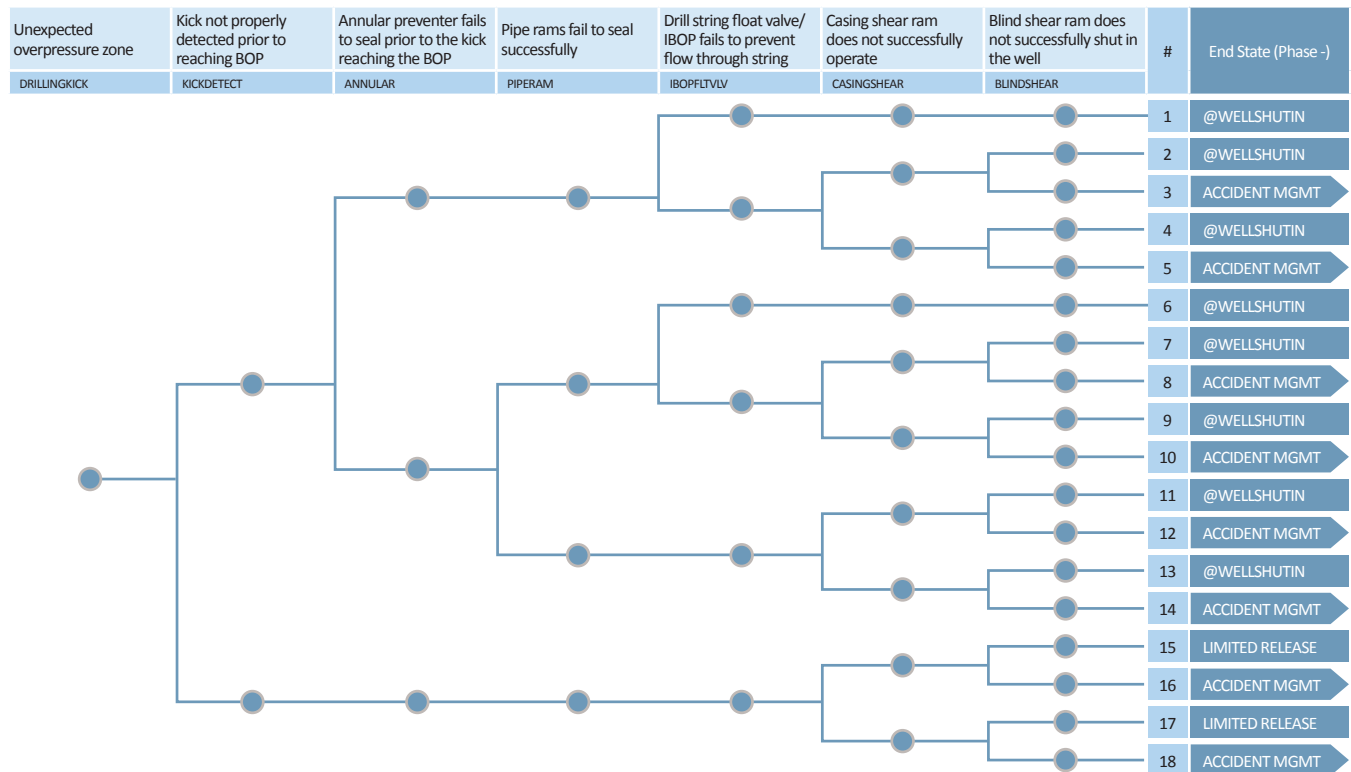 Unexpected
overpressure zone
Kick not properly
detected prior to
reaching BOP
Annular preventer fails
to seal prior to the kick
reaching the BOP
Pipe rams fail to seal
successfully
Drill string float valve/
IBOP fails to prevent
flow through string
Casing shear ram
does not successfully
operate
Blind shear ram does
not successfully shut in
the well
#
End State (Phase -)
DRILLINGKICK
KICKDETECT
ANNULAR
PIPERAM
IBOPFLTVLV
CASINGSHEAR
BLINDSHEAR
1 @WELLSHUTIN
2 @WELLSHUTIN
3 ACCIDENT MGMT
4 @WELLSHUTIN
5 ACCIDENT MGMT
6 @WELLSHUTIN
7 @WELLSHUTIN
8 ACCIDENT MGMT
9 @WELLSHUTIN
10 ACCIDENT MGMT
11 @WELLSHUTIN
12 ACCIDENT MGMT
13 @WELLSHUTIN
14 ACCIDENT MGMT
15 LIMITED RELEASE
16 ACCIDENT MGMT
17 LIMITED RELEASE
18 ACCIDENT MGMT